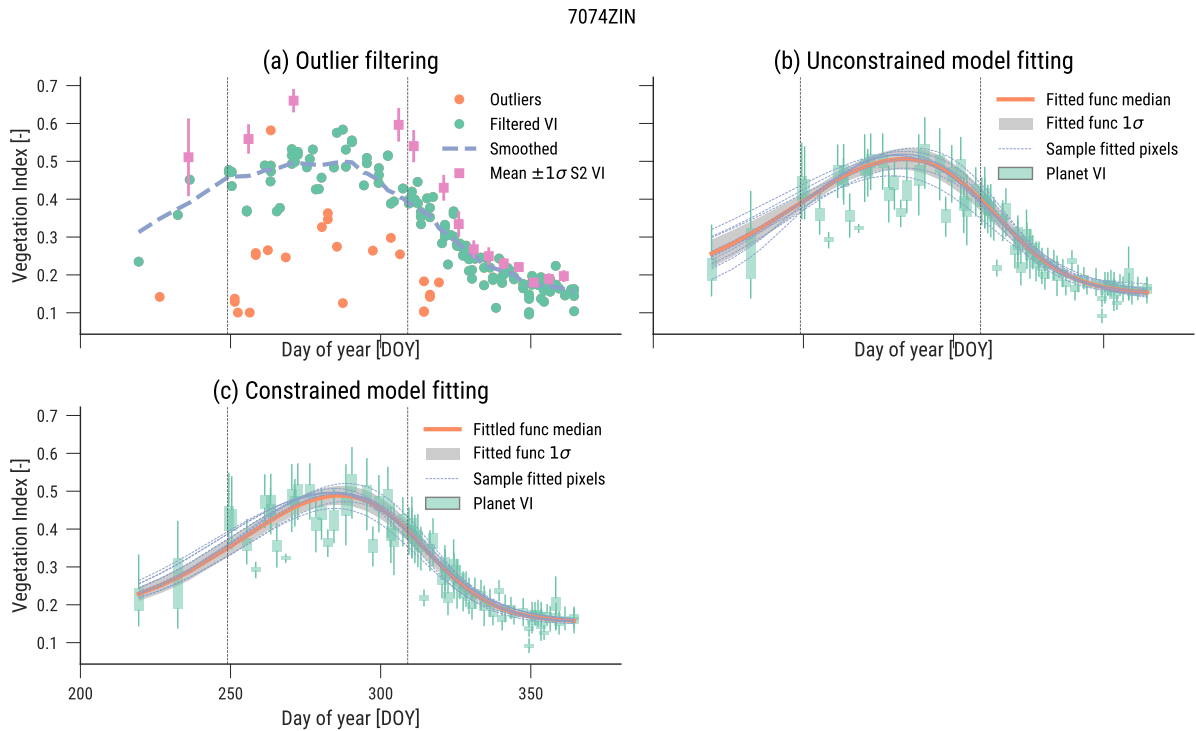 7074ZIN
(a) Outlier filtering
Vegetation Index [-]
0.7
0.6
0.5
0.4
0.3
0.2
0.1
Outliers
Filtered VI
Smoothed
Mean ±1σ S2 VI
Day of year [DOY]
(b) Unconstrained model fitting
Fitted func median
Fitted func 1σ
Sample fitted pixels
Planet VI
Day of year [DOY]
(c) Constrained model fitting
Vegetation Index [-]
0.7
0.6
0.5
0.4
0.3
0.2
0.1
Fittled func median
Fitted func 1σ
Sample fitted pixels
Planet VI
200 250 300 350
Day of year [DOY]